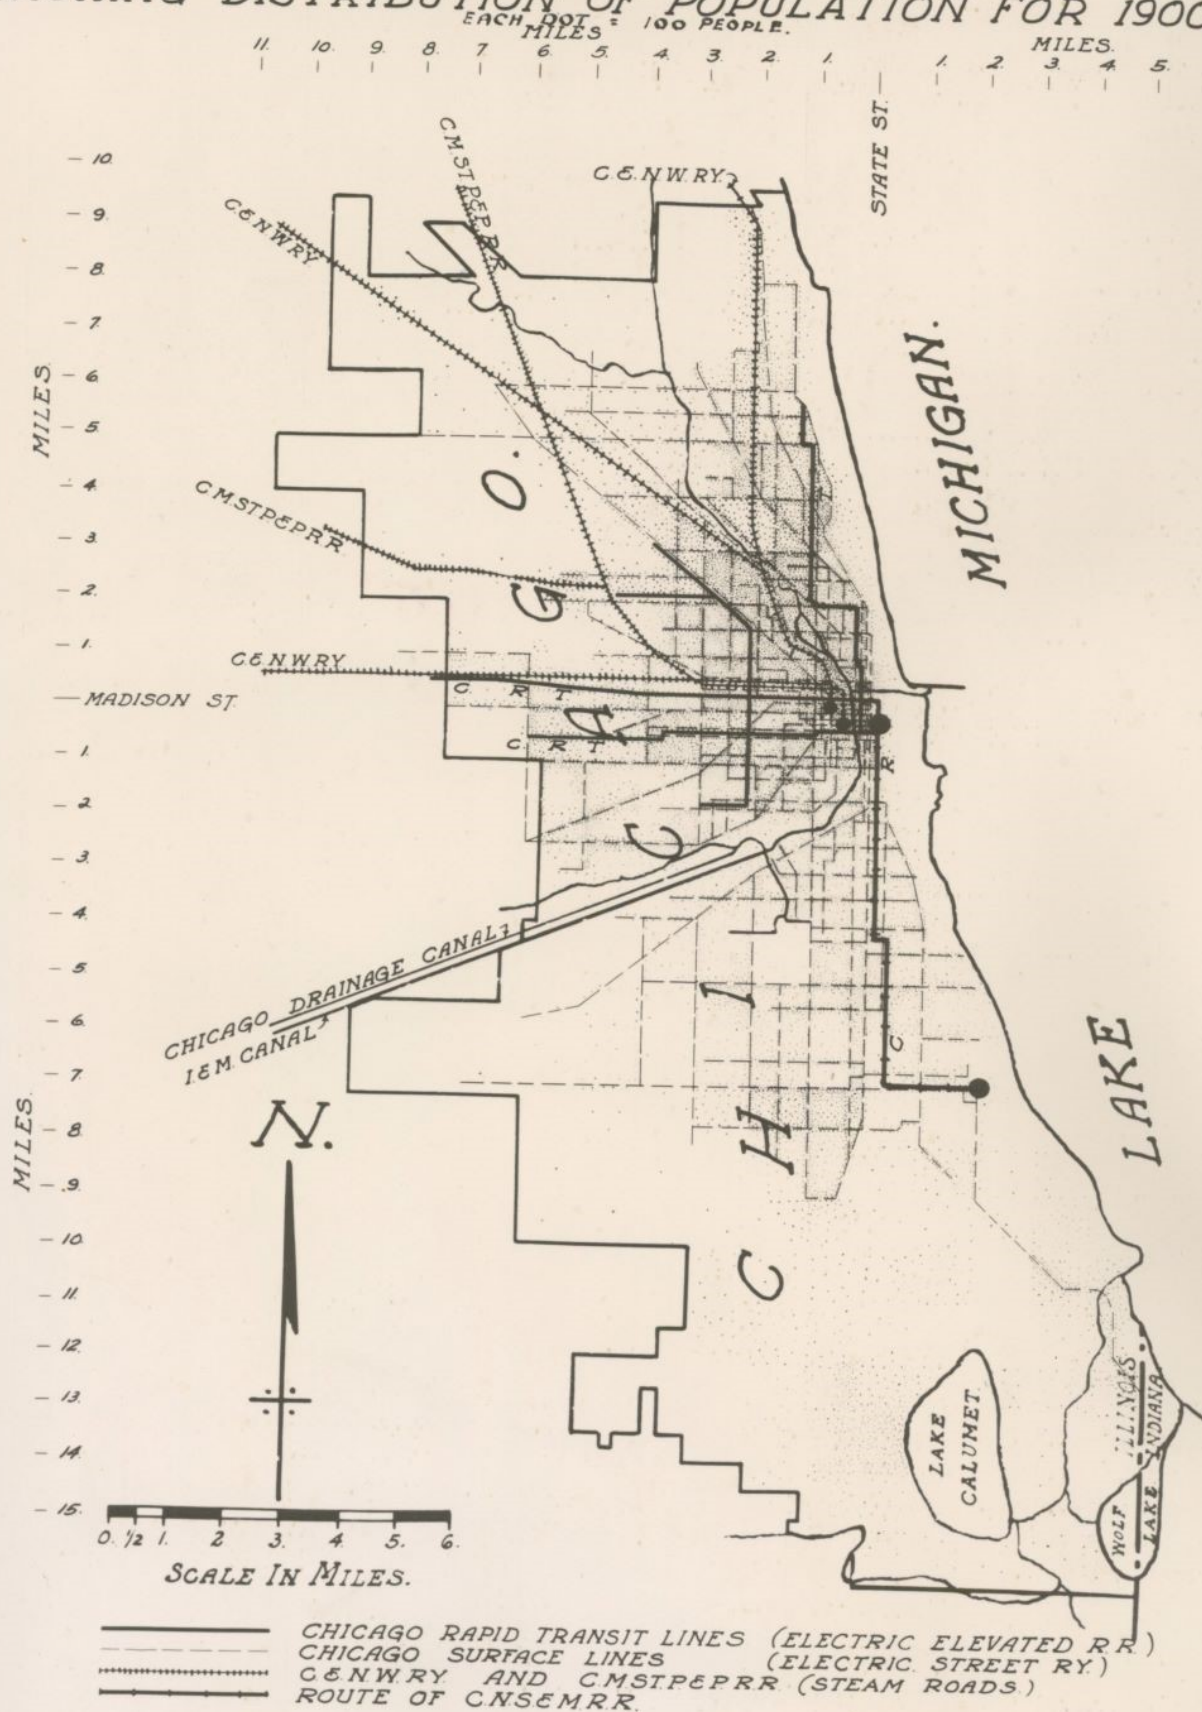 DISTRIBUTION OF POPULATION FOR 1900
EACH DOT = 100 PEOPLE.
MILES
MILES.
11. 10. 9. 8. 7. 6. 5. 4. 3. 2. 1. 1. 2. 3. 4. 5.
STATE ST.
C.M.ST.P.&P.R.R.
C.&.N.W.RY.
C.&N.W.RY
10.
9.
8.
7.
6.
5.
4.
3.
2.
1.
MILES.
C.M.ST.P.&P.R.R
C.&N.W.RY
MADISON ST.
C R T
C R T
R
C
1.
2.
3.
4.
5.
6.
7.
8.
9.
10.
11.
12.
13.
14.
15.
MILES.
CHICAGO.
LAKE MICHIGAN.
CHICAGO DRAINAGE CANAL
I.&M. CANAL
N.
LAKE
CALUMET
ILLINOIS
INDIANA
WOLF
LAKE
0. 1/2 1. 2 3. 4. 5. 6.
SCALE IN MILES.
CHICAGO RAPID TRANSIT LINES (ELECTRIC ELEVATED R.R.)
CHICAGO SURFACE LINES (ELECTRIC STREET RY.)
C.&.N.W.RY. AND C.M.ST.P.&P.R.R (STEAM ROADS.)
ROUTE OF C.N.S.&.M.R.R.